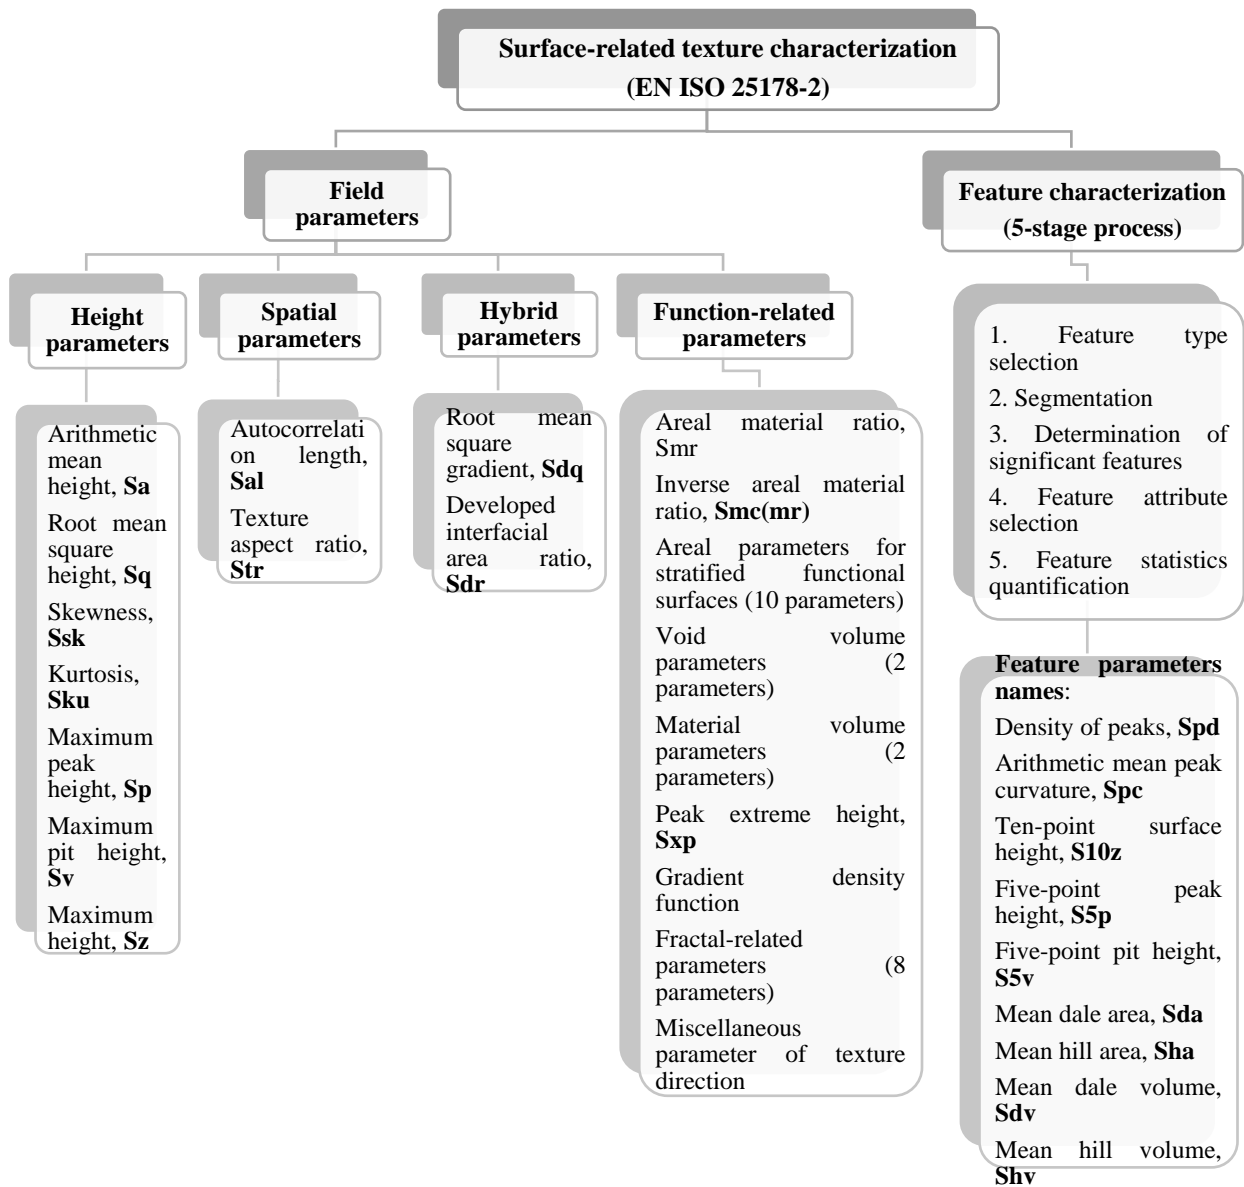 Surface-related texture characterization
(EN ISO 25178-2)
Field
parameters
Feature characterization
(5-stage process)
Height
parameters
Spatial
parameters
Hybrid
parameters
Function-related
parameters
Arithmetic
mean
height, Sa
Root mean
square
height, Sq
Skewness,
Ssk
Kurtosis,
Sku
Maximum
peak
height, Sp
Maximum
pit height,
Sv
Maximum
height, Sz
Autocorrelati
on length,
Sal
Texture
aspect ratio,
Str
Root mean
square
gradient, Sdq
Developed
interfacial
area ratio,
Sdr
Areal material ratio,
Smr
Inverse areal material
ratio, Smc(mr)
Areal parameters for
stratified functional
surfaces (10 parameters)
Void volume
parameters (2
parameters)
Material volume
parameters (2
parameters)
Peak extreme height,
Sxp
Gradient density
function
Fractal-related
parameters (8
parameters)
Miscellaneous
parameter of texture
direction
1. Feature type
selection
2. Segmentation
3. Determination of
significant features
4. Feature attribute
selection
5. Feature statistics
quantification
Feature parameters
names:
Density of peaks, Spd
Arithmetic mean peak
curvature, Spc
Ten-point surface
height, S10z
Five-point peak
height, S5p
Five-point pit height,
S5v
Mean dale area, Sda
Mean hill area, Sha
Mean dale volume,
Sdv
Mean hill volume,
Shv